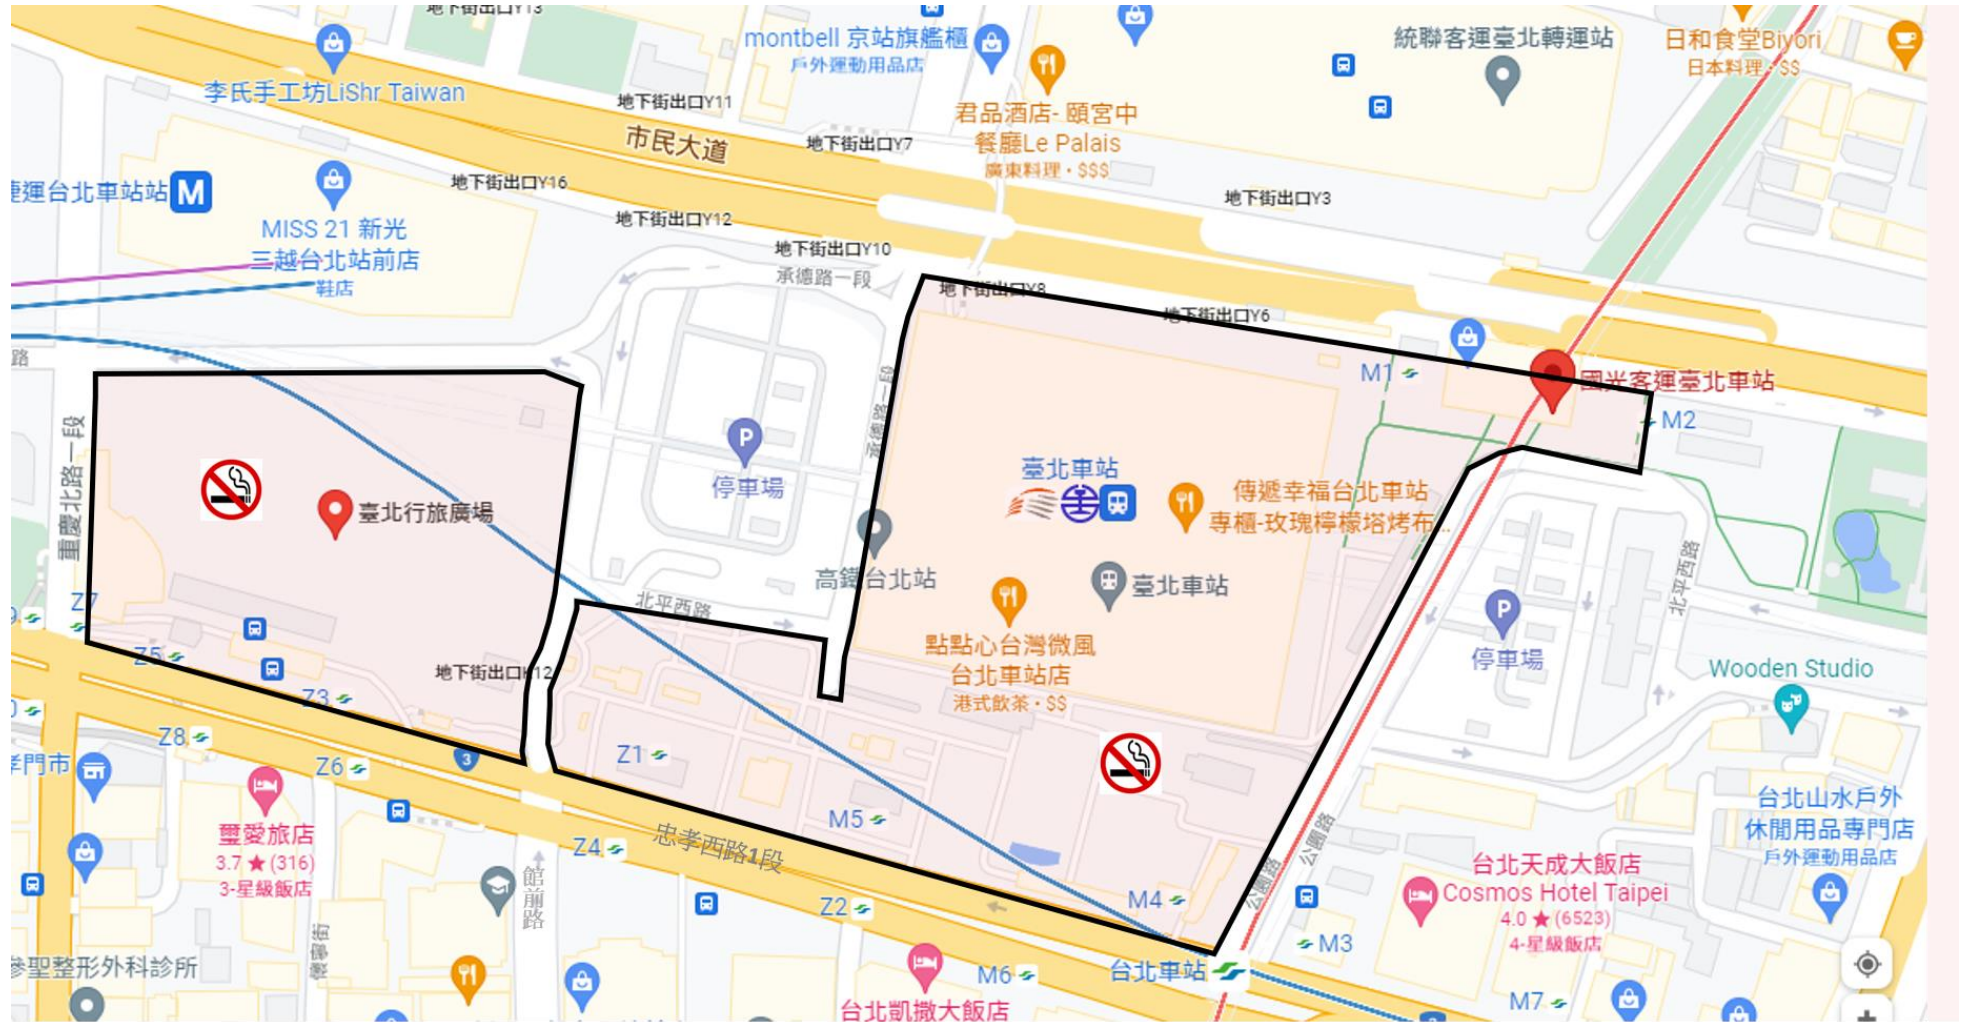 地下街出口Y13
montbell 京站旗艦櫃
戶外運動用品店
統聯客運臺北轉運站
日和食堂Biyori
日本料理・$$
李氏手工坊LiShr Taiwan
地下街出口Y11
君品酒店- 頤宮中
餐廳Le Palais
廣東料理・$$$
市民大道
地下街出口Y7
捷運台北車站站
M
地下街出口Y16
地下街出口Y3
MISS 21 新光
三越台北站前店
鞋店
地下街出口Y12
地下街出口Y10
承德路一段
地下街出口Y8
地下街出口Y6
路
M1
國光客運臺北車站
M2
承德路一段
重慶北路一段
P
停車場
臺北車站
傳遞幸福台北車站
專櫃-玫瑰檸檬塔烤布...
臺北行旅廣場
高鐵台北站
臺北車站
北平西路
北平西路
P
停車場
Z7
點點心台灣微風
台北車站店
港式飲茶・$$
Z5
地下街出口K12
Z3
Wooden Studio
Z8
Z1
Z6
3
M5
璽愛旅店
3.7 ★ (316)
3-星級飯店
Z4
忠孝西路1段
館前路
公園路
公園路
台北山水戶外
休閒用品專門店
戶外運動用品店
台北天成大飯店
Cosmos Hotel Taipei
4.0 ★ (6523)
4-星級飯店
Z2
M4
M3
懷寧街
台北車站
M6
M7
台北凱撒大飯店
參聖整形外科診所